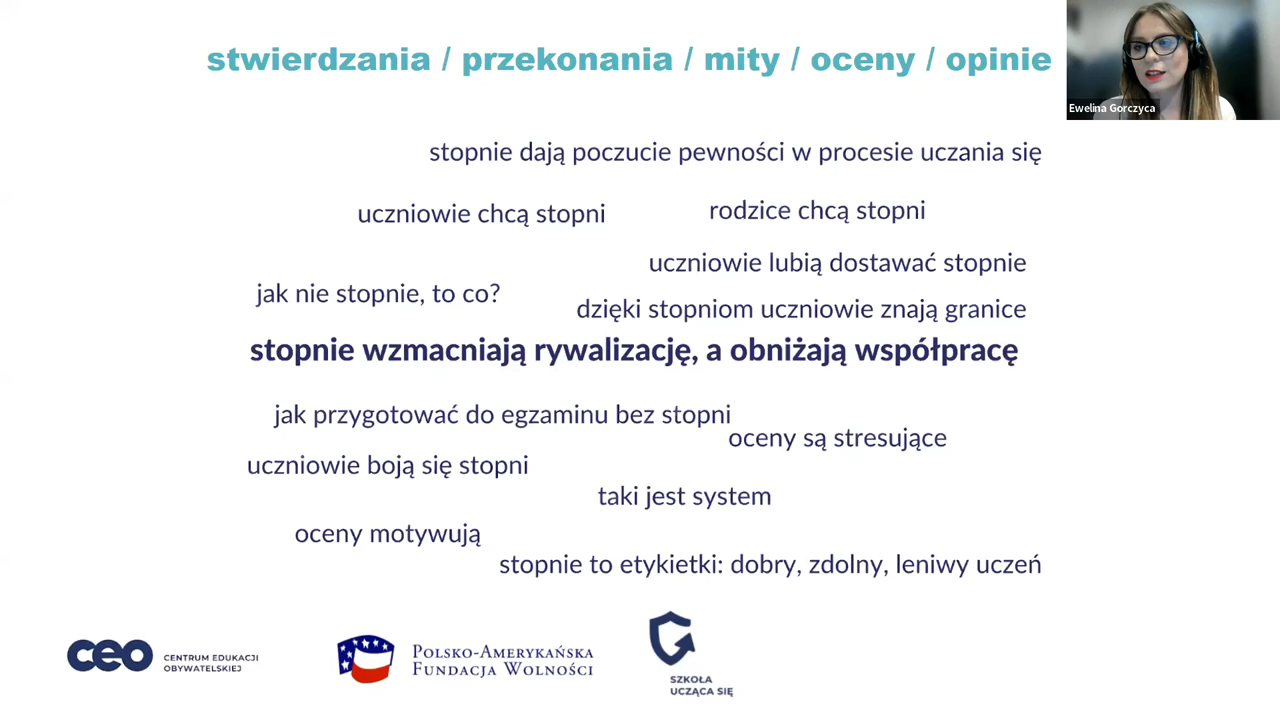 stwierdzania / przekonania / mity / oceny / opinie
Ewelina Gorczyca
stopnie dają poczucie pewności w procesie uczania się
uczniowie chcą stopni
rodzice chcą stopni
uczniowie lubią dostawać stopnie
jak nie stopnie, to co?
dzięki stopniom uczniowie znają granice
stopnie wzmacniają rywalizację, a obniżają współpracę
jak przygotować do egzaminu bez stopni
oceny są stresujące
uczniowie boją się stopni
taki jest system
oceny motywują
stopnie to etykietki: dobry, zdolny, leniwy uczeń
ceo
CENTRUM EDUKACJI
OBYWATELSKIEJ
POLSKO-AMERYKAŃSKA
FUNDACJA WOLNOŚCI
SZKOŁA
UCZĄCA SIĘ